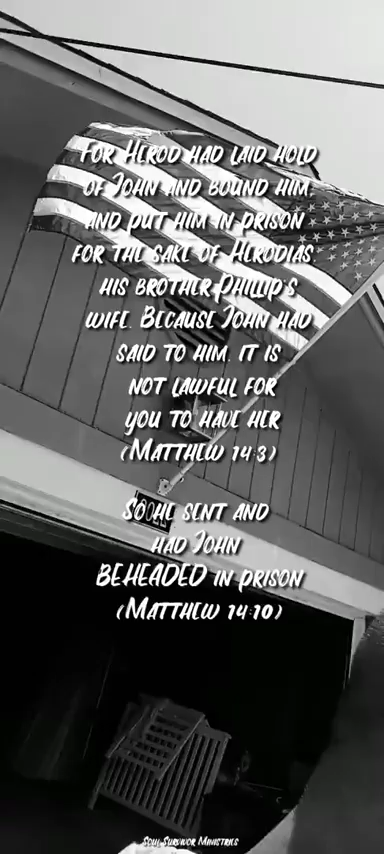 For Herod had laid hold
of John and bound him,
and put him in prison
for the sake of Herodias,
his brother Phillip's
wife. Because John had
said to him, it is
not lawful for
you to have her
(Matthew 14:3)
So he sent and
had John
BEHEADED in prison
(Matthew 14:10)
Soul Survivor Ministries